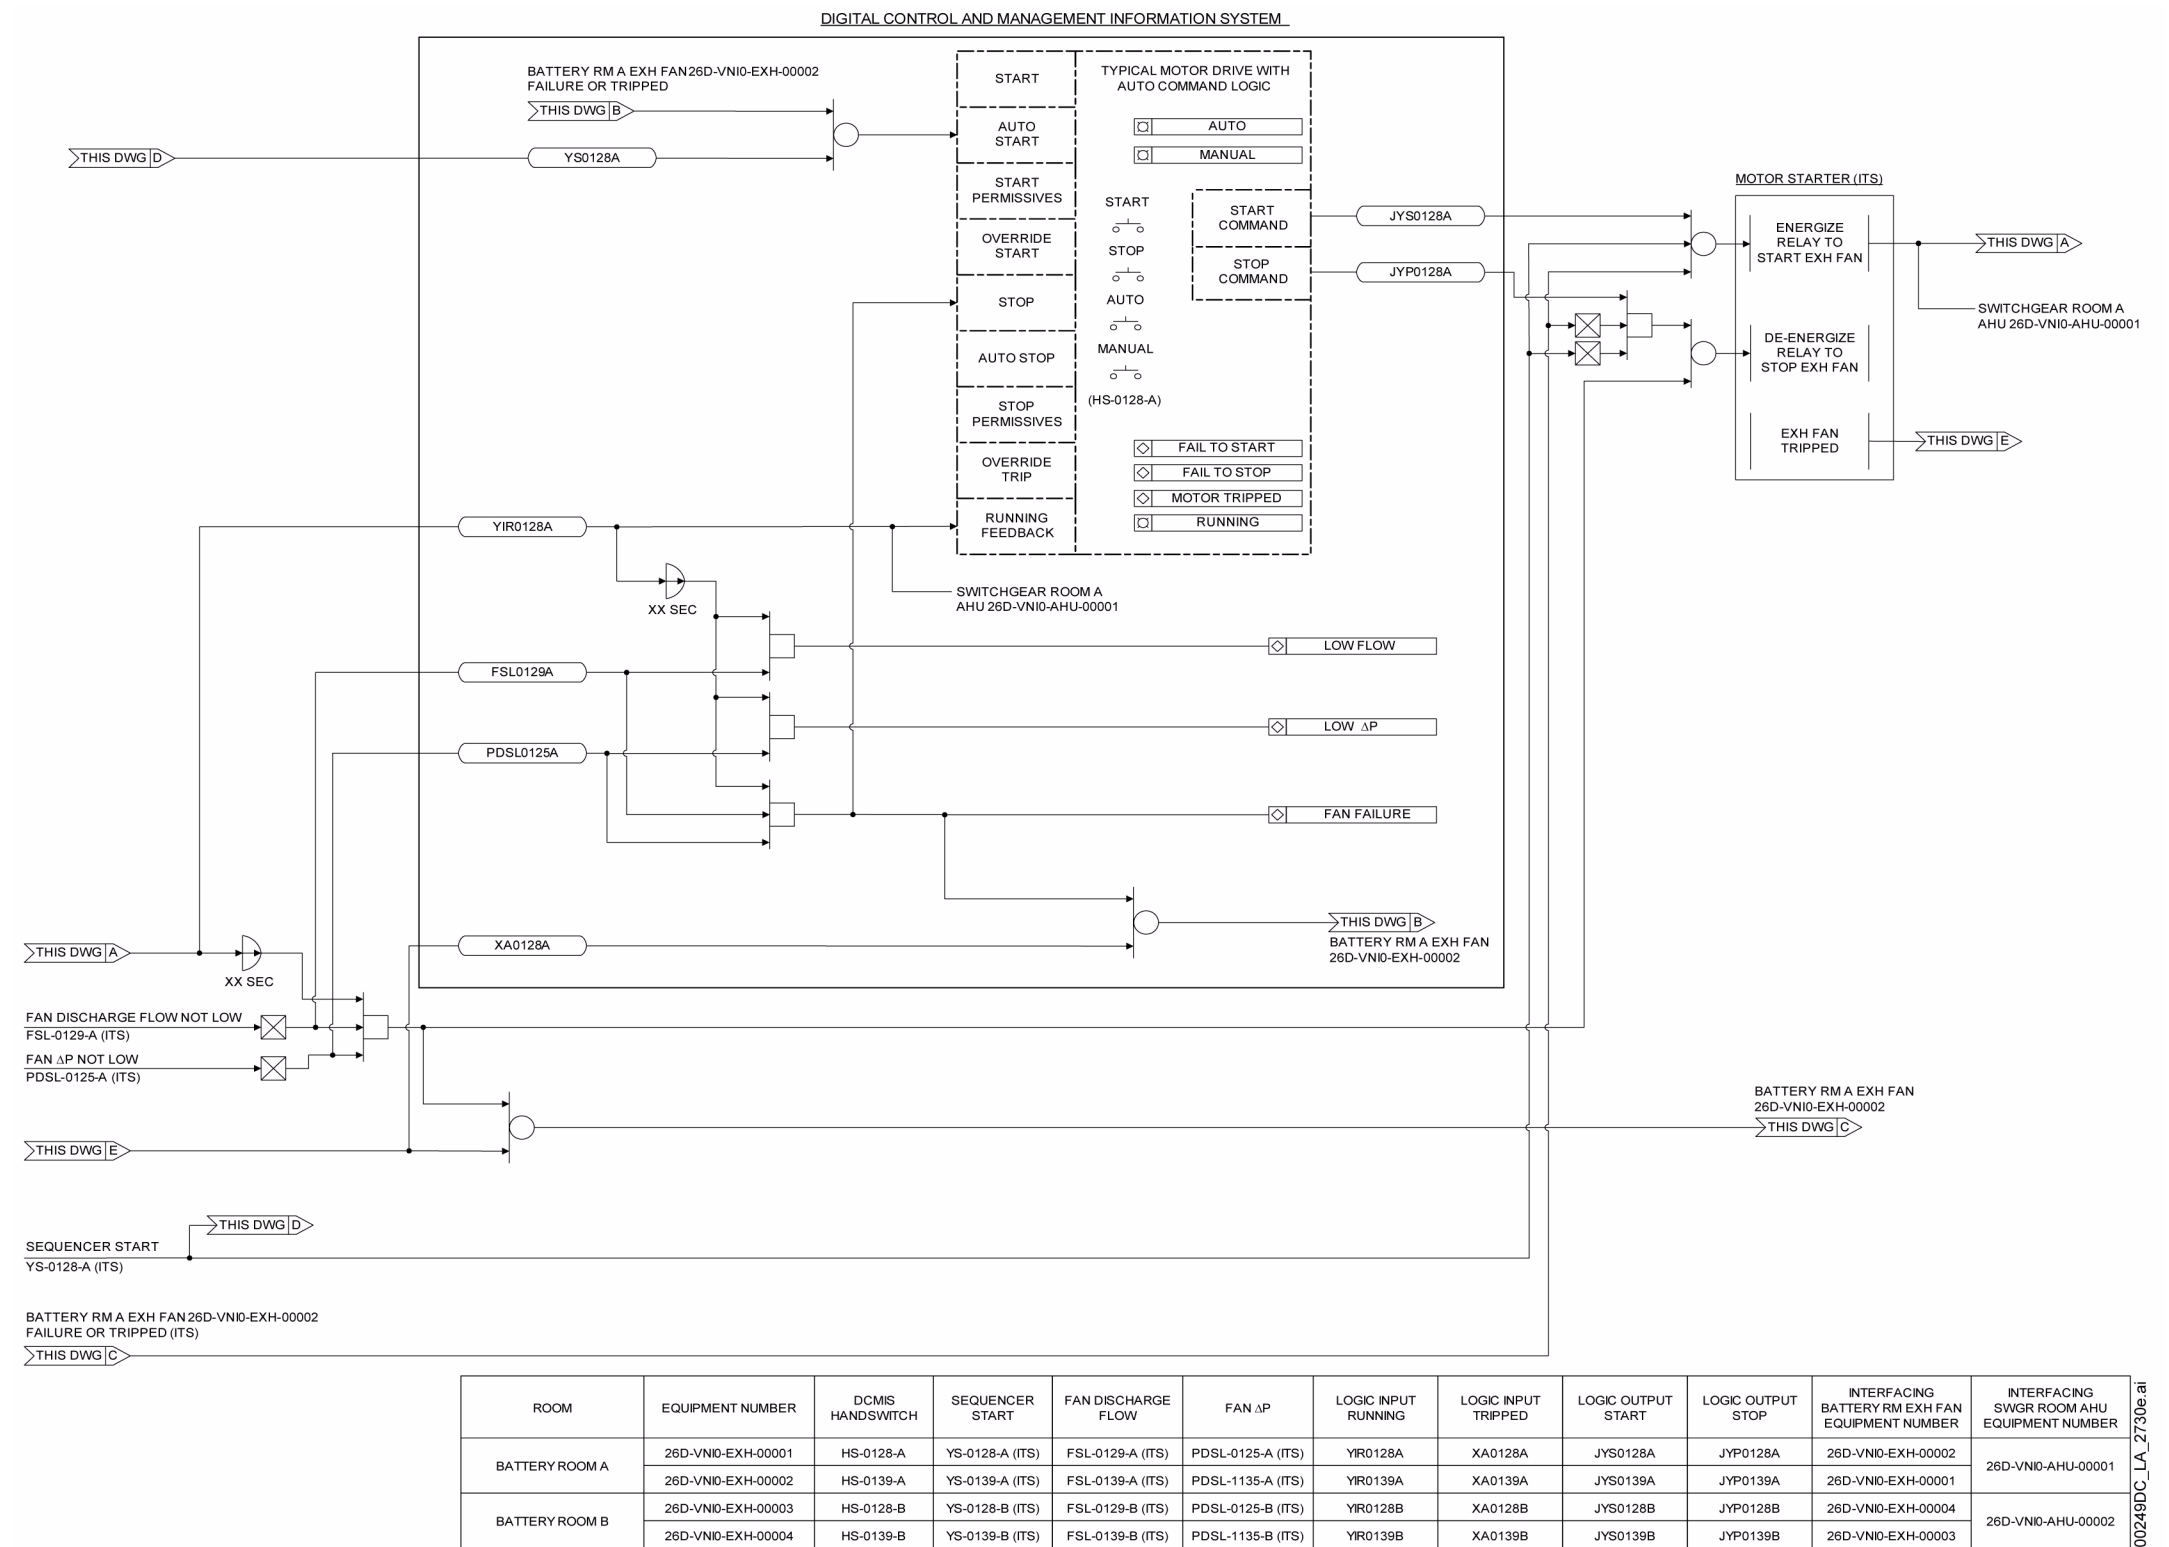 DIGITAL CONTROL AND MANAGEMENT INFORMATION SYSTEM
BATTERY RM A EXH FAN 26D-VNI0-EXH-00002
FAILURE OR TRIPPED
THIS DWG B
THIS DWG D
YS0128A
START
AUTO
START
START
PERMISSIVES
OVERRIDE
START
STOP
AUTO STOP
STOP
PERMISSIVES
OVERRIDE
TRIP
RUNNING
FEEDBACK
TYPICAL MOTOR DRIVE WITH
AUTO COMMAND LOGIC
AUTO
MANUAL
START
STOP
AUTO
MANUAL
(HS-0128-A)
START
COMMAND
STOP
COMMAND
FAIL TO START
FAIL TO STOP
MOTOR TRIPPED
RUNNING
JYS0128A
JYP0128A
MOTOR STARTER (ITS)
ENERGIZE
RELAY TO
START EXH FAN
DE-ENERGIZE
RELAY TO
STOP EXH FAN
EXH FAN
TRIPPED
THIS DWG A
SWITCHGEAR ROOM A
AHU 26D-VNI0-AHU-00001
THIS DWG E
YIR0128A
XX SEC
SWITCHGEAR ROOM A
AHU 26D-VNI0-AHU-00001
FSL0129A
LOW FLOW
PDSL0125A
LOW ∆P
FAN FAILURE
XA0128A
THIS DWG B
BATTERY RM A EXH FAN
26D-VNI0-EXH-00002
THIS DWG A
XX SEC
FAN DISCHARGE FLOW NOT LOW
FSL-0129-A (ITS)
FAN ∆P NOT LOW
PDSL-0125-A (ITS)
THIS DWG E
BATTERY RM A EXH FAN
26D-VNI0-EXH-00002
THIS DWG C
THIS DWG D
SEQUENCER START
YS-0128-A (ITS)
BATTERY RM A EXH FAN 26D-VNI0-EXH-00002
FAILURE OR TRIPPED (ITS)
THIS DWG C
ROOM
EQUIPMENT NUMBER
DCMIS
HANDSWITCH
SEQUENCER
START
FAN DISCHARGE
FLOW
FAN ∆P
LOGIC INPUT
RUNNING
LOGIC INPUT
TRIPPED
LOGIC OUTPUT
START
LOGIC OUTPUT
STOP
INTERFACING
BATTERY RM EXH FAN
EQUIPMENT NUMBER
INTERFACING
SWGR ROOM AHU
EQUIPMENT NUMBER
BATTERY ROOM A
26D-VNI0-EXH-00001 HS-0128-A YS-0128-A (ITS) FSL-0129-A (ITS) PDSL-0125-A (ITS) YIR0128A XA0128A JYS0128A JYP0128A 26D-VNI0-EXH-00002
26D-VNI0-EXH-00002 HS-0139-A YS-0139-A (ITS) FSL-0139-A (ITS) PDSL-1135-A (ITS) YIR0139A XA0139A JYS0139A JYP0139A 26D-VNI0-EXH-00001
26D-VNI0-AHU-00001
BATTERY ROOM B
26D-VNI0-EXH-00003 HS-0128-B YS-0128-B (ITS) FSL-0129-B (ITS) PDSL-0125-B (ITS) YIR0128B XA0128B JYS0128B JYP0128B 26D-VNI0-EXH-00004
26D-VNI0-EXH-00004 HS-0139-B YS-0139-B (ITS) FSL-0139-B (ITS) PDSL-1135-B (ITS) YIR0139B XA0139B JYS0139B JYP0139B 26D-VNI0-EXH-00003
26D-VNI0-AHU-00002
00249DC_LA_2730e.ai